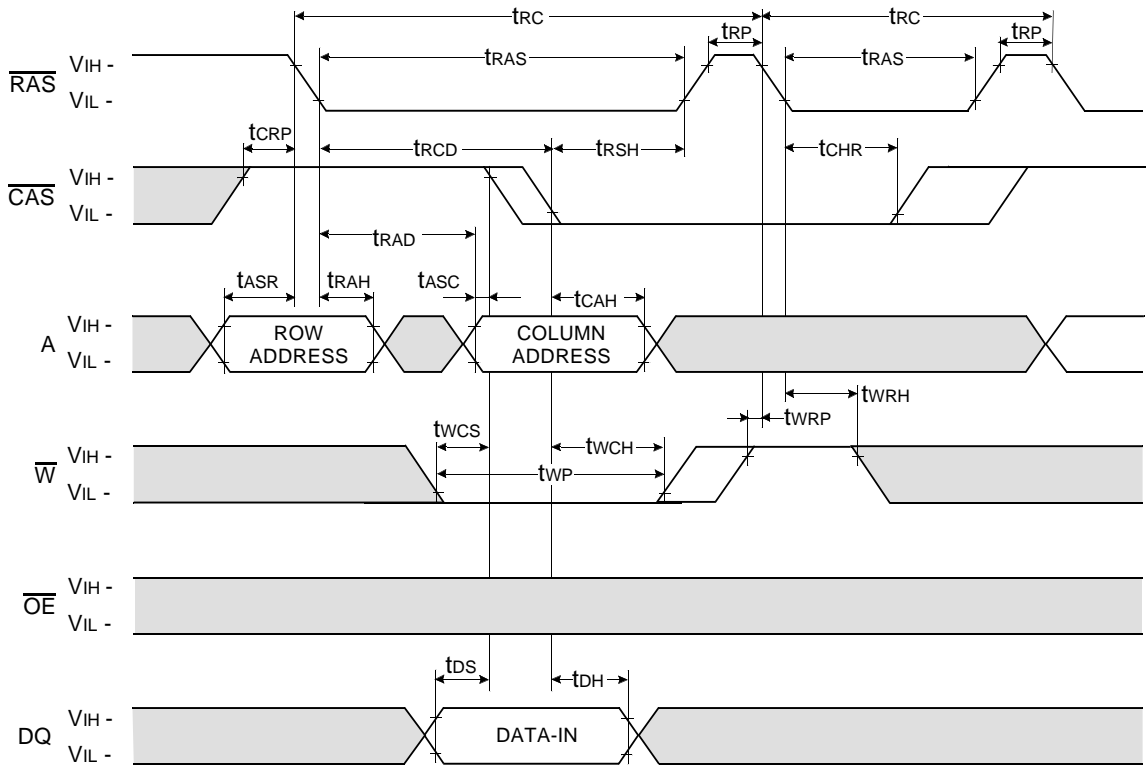 tRC tRC
tRP tRP
tRAS tRAS
RAS VIH -
VIL -
tCRP
tRCD tRSH tCHR
CAS VIH -
VIL -
tRAD
tASR tRAH tASC tCAH
A VIH -
VIL -
ROW
ADDRESS
COLUMN
ADDRESS
tWRH
tWRP
tWCS tWCH
tWP
W VIH -
VIL -
OE VIH -
VIL -
tDS tDH
DQ VIH -
VIL -
DATA-IN